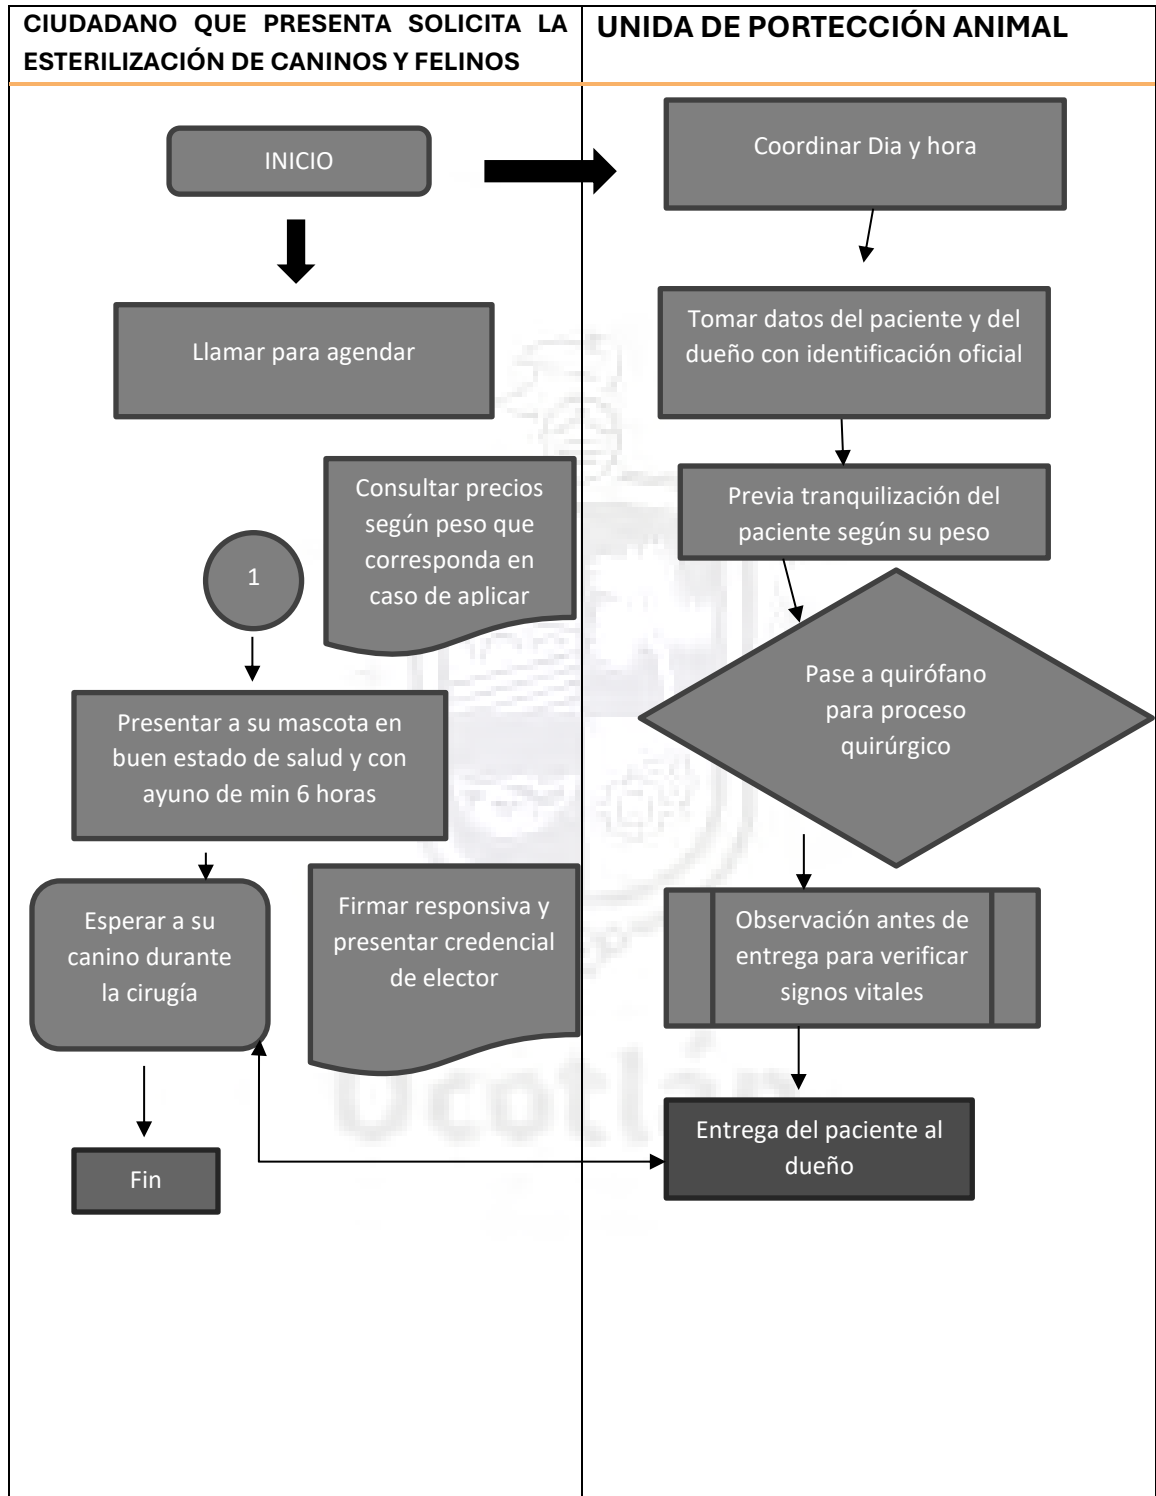 CIUDADANO QUE PRESENTA SOLICITA LA
ESTERILIZACIÓN DE CANINOS Y FELINOS
UNIDA DE PORTECCIÓN ANIMAL
INICIO
Llamar para agendar
Consultar precios
según peso que
corresponda en
caso de aplicar
1
Presentar a su mascota en
buen estado de salud y con
ayuno de min 6 horas
Esperar a su
canino durante
la cirugía
Firmar responsiva y
presentar credencial
de elector
Fin
Coordinar Dia y hora
Tomar datos del paciente y del
dueño con identificación oficial
Previa tranquilización del
paciente según su peso
Pase a quirófano
para proceso
quirúrgico
Observación antes de
entrega para verificar
signos vitales
Entrega del paciente al
dueño
Ocotlán